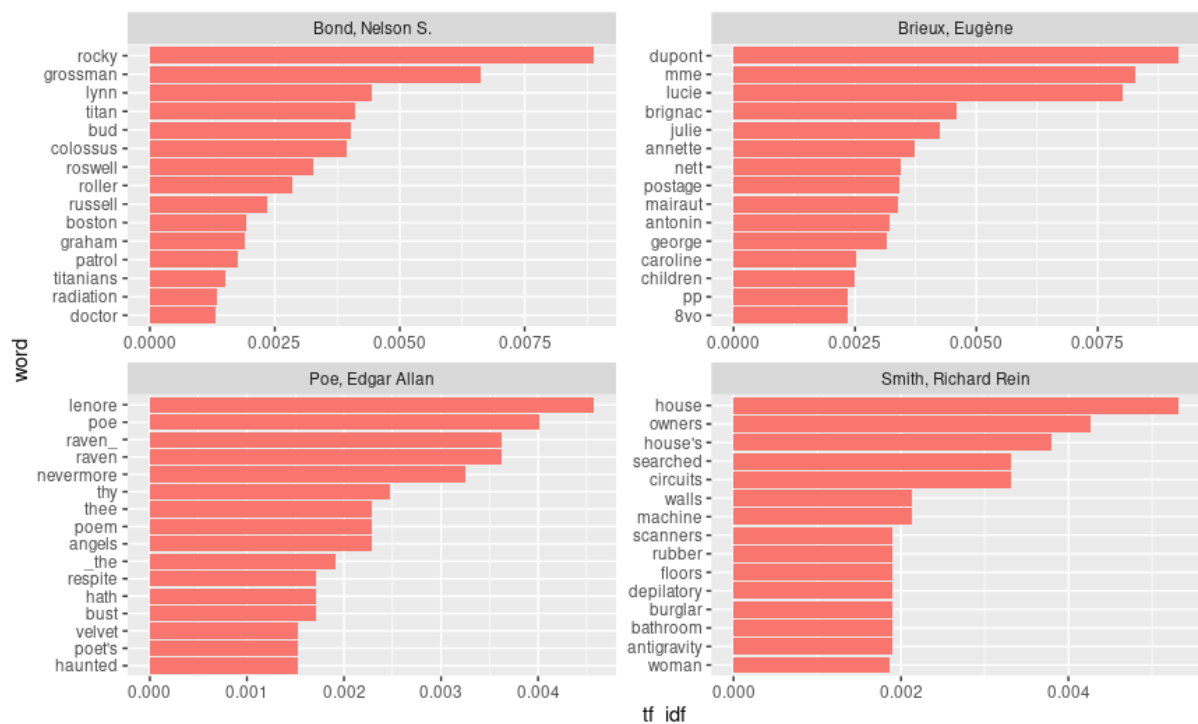 Bond, Nelson S.
rocky
grossman
lynn
titan
bud
colossus
roswell
roller
russell
boston
graham
patrol
titanians
radiation
doctor
0.0000 0.0025 0.0050 0.0075
Brieux, Eugène
dupont
mme
lucie
brignac
julie
annette
nett
postage
mairaut
antonin
george
caroline
children
pp
8vo
0.0000 0.0025 0.0050 0.0075
word
Poe, Edgar Allan
lenore
poe
raven_
raven
nevermore
thy
thee
poem
angels
_the
respite
hath
bust
velvet
poet's
haunted
0.000 0.001 0.002 0.003 0.004
Smith, Richard Rein
house
owners
house's
searched
circuits
walls
machine
scanners
rubber
floors
depilatory
burglar
bathroom
antigravity
woman
0.000 0.002 0.004
tf_idf